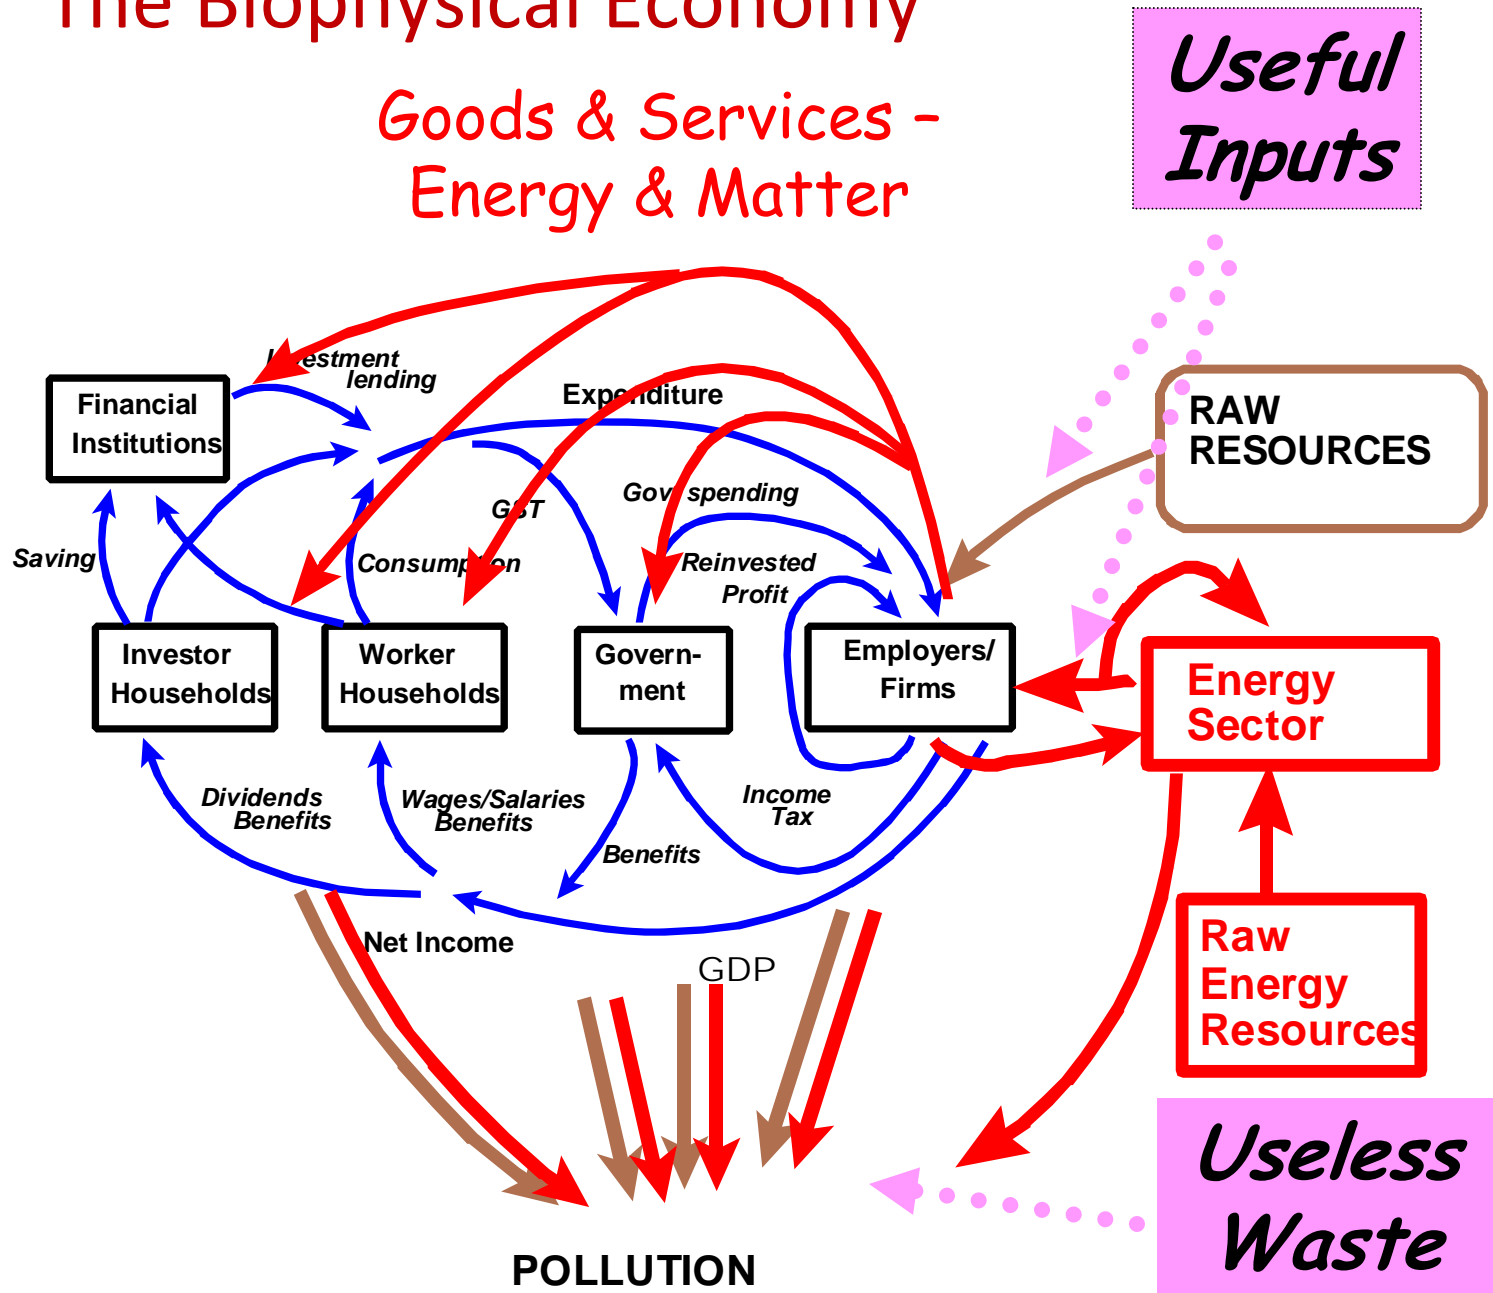 The Biophysical Economy
Useful
Inputs
Goods & Services –
Energy & Matter
Investment
lending
Expenditure
Financial
Institutions
RAW
RESOURCES
GST
Gov. spending
Saving
Consumption
Reinvested
Profit
Investor
Households
Worker
Households
Govern-
ment
Employers/
Firms
Energy
Sector
Dividends
Benefits
Wages/Salaries
Benefits
Income
Tax
Benefits
Net Income
GDP
Raw
Energy
Resources
Useless
Waste
POLLUTION